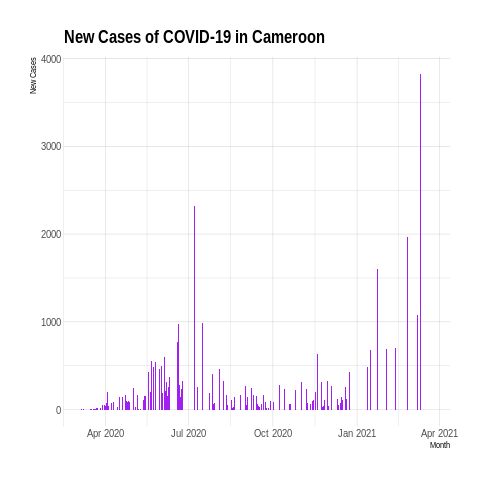 New Cases of COVID-19 in Cameroon
New Cases
4000
3000
2000
1000
0
Apr 2020
Jul 2020
Oct 2020
Jan 2021
Apr 2021
Month